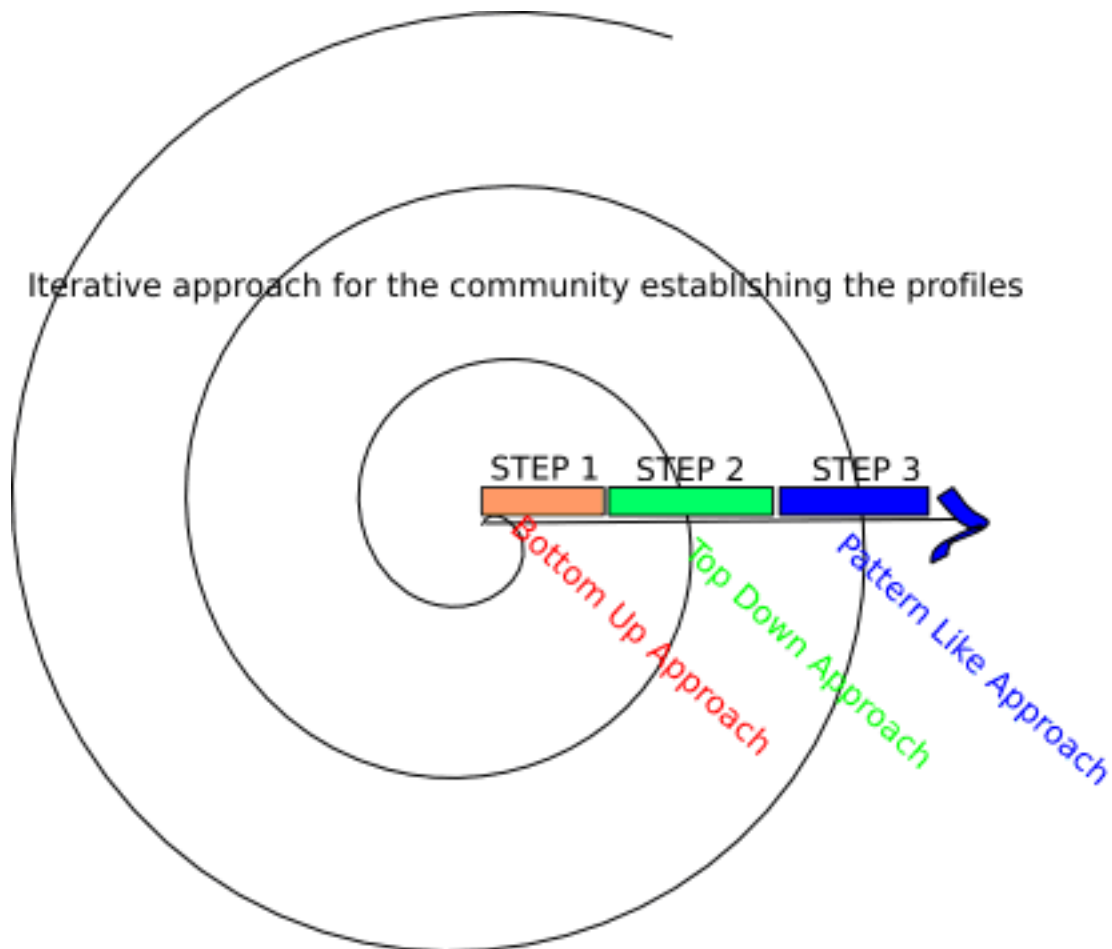 Iterative approach for the community establishing the profiles
STEP 1
STEP 2
STEP 3
Bottom Up Approach
Top Down Approach
Pattern Like Approach